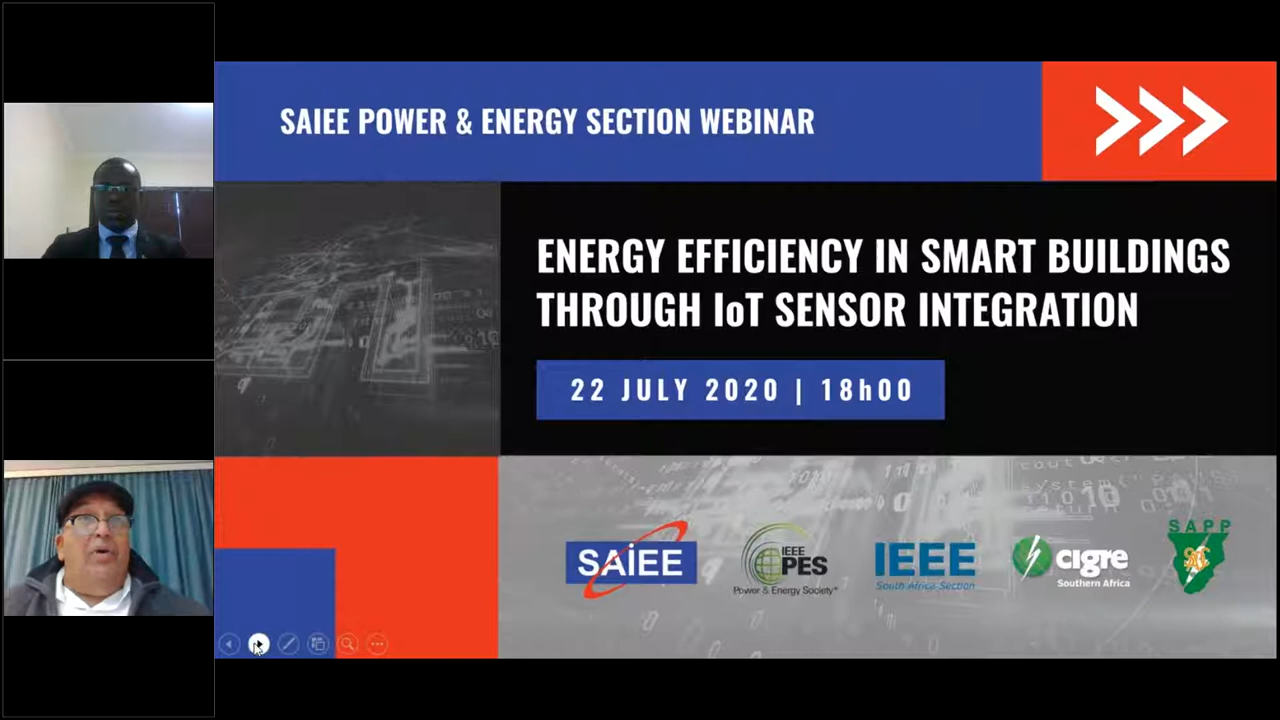 SAIEE POWER & ENERGY SECTION WEBINAR
ENERGY EFFICIENCY IN SMART BUILDINGS
THROUGH IoT SENSOR INTEGRATION
22 JULY 2020 | 18h00
SAiEE
IEEE
PES
Power & Energy Society®
IEEE
South Africa Section
cigre
Southern Africa
SAPP